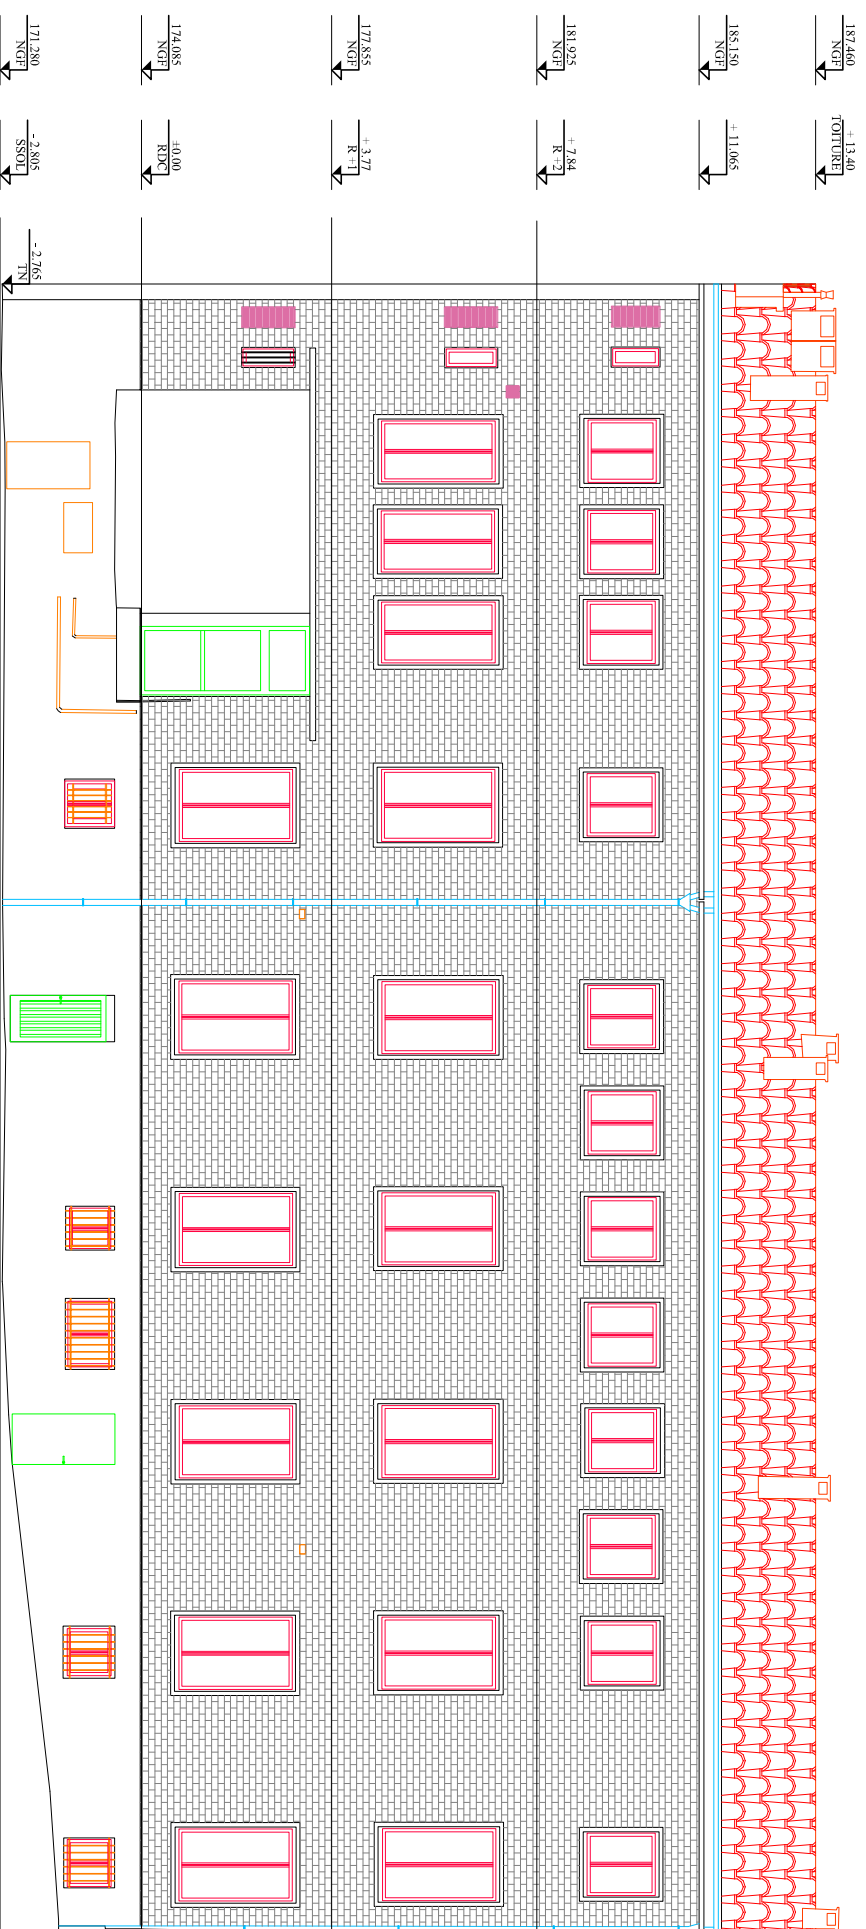 187.460
NGF
+ 13.40
TOITURE
185.150
NGF
+ 11.065
181.925
NGF
+ 7.84
R +2
177.855
NGF
+ 3.77
R +1
174.085
NGF
±0.00
RDC
171.280
NGF
- 2.805
SSOL
- 2.765
TN